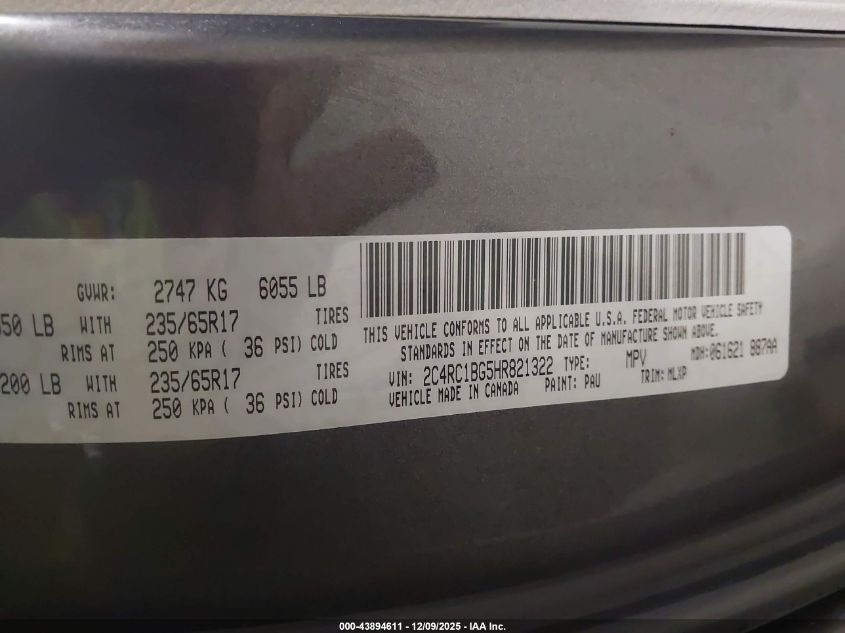 GVWR: 2747 KG 6055 LB
50 LB WITH 235/65R17 TIRES
RIMS AT 250 KPA ( 36 PSI) COLD
200 LB WITH 235/65R17 TIRES
RIMS AT 250 KPA ( 36 PSI) COLD
THIS VEHICLE CONFORMS TO ALL APPLICABLE U.S.A. FEDERAL MOTOR VEHICLE SAFETY
STANDARDS IN EFFECT ON THE DATE OF MANUFACTURE SHOWN ABOVE.
VIN: 2C4RC1BG5HR821322 TYPE: MPV MDH:061621 887AA
VEHICLE MADE IN CANADA PAINT: PAU TRIM: MLXP
000-43894611 - 12/09/2025 - IAA Inc.